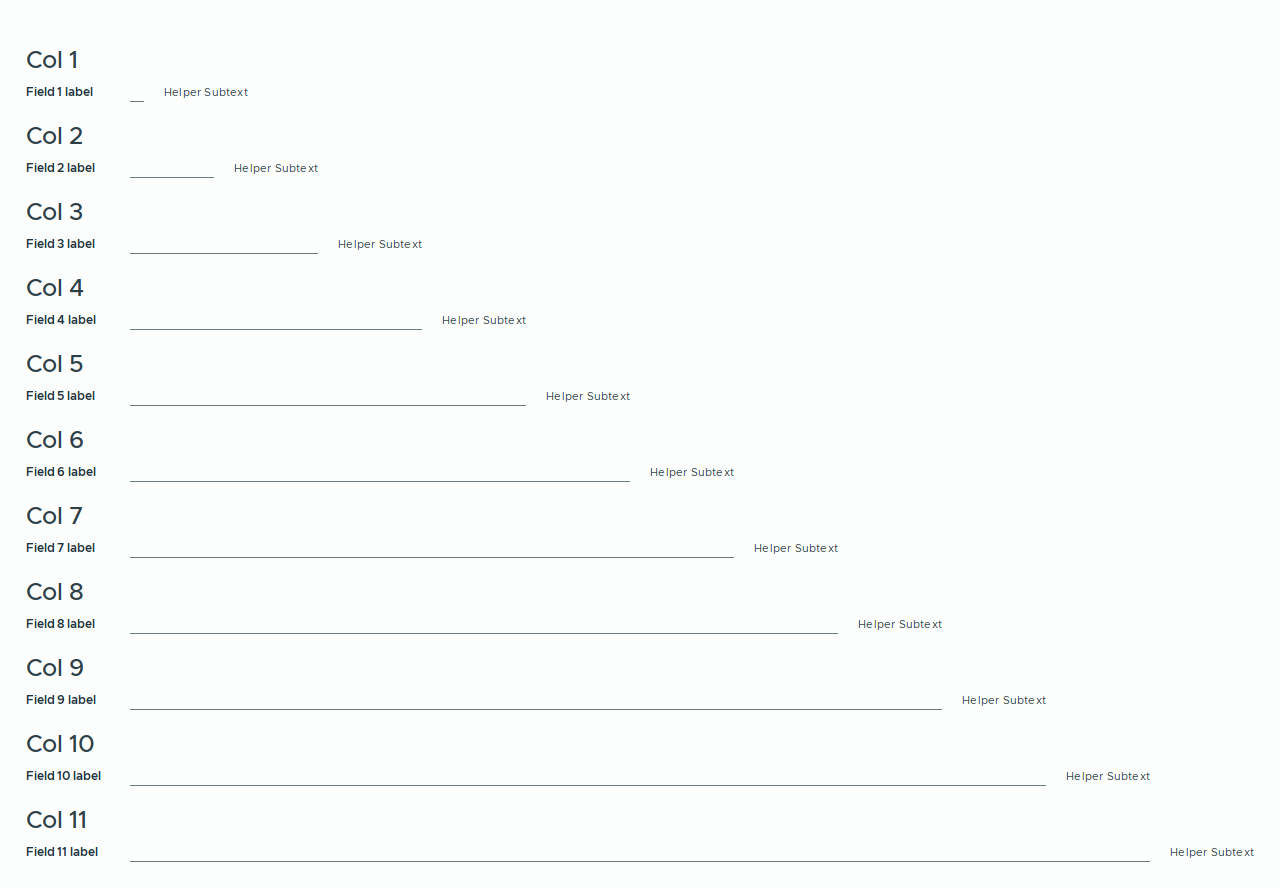 Col 1
Field 1 label Helper Subtext
Col 2
Field 2 label Helper Subtext
Col 3
Field 3 label Helper Subtext
Col 4
Field 4 label Helper Subtext
Col 5
Field 5 label Helper Subtext
Col 6
Field 6 label Helper Subtext
Col 7
Field 7 label Helper Subtext
Col 8
Field 8 label Helper Subtext
Col 9
Field 9 label Helper Subtext
Col 10
Field 10 label Helper Subtext
Col 11
Field 11 label Helper Subtext